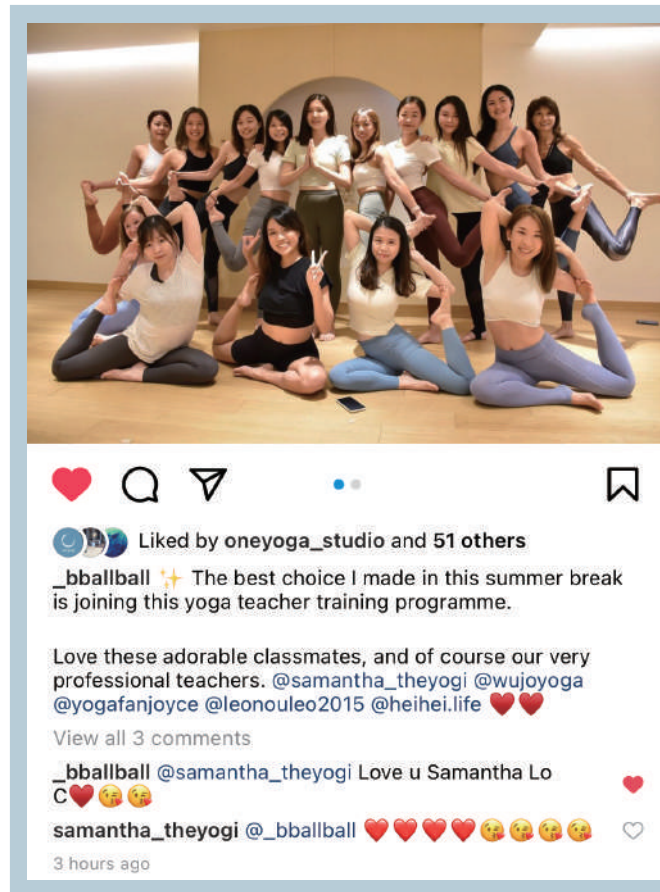 Liked by oneyoga_studio and 51 others
_bballball ✨ The best choice I made in this summer break
is joining this yoga teacher training programme.
Love these adorable classmates, and of course our very
professional teachers. @samantha_theyogi @wujoyoga
@yogafanjoyce @leonouleo2015 @heihei.life ♥️♥️
View all 3 comments
_bballball @samantha_theyogi Love u Samantha Lo
C♥️😘😘
samantha_theyogi @_bballball ❤️❤️❤️❤️😘😘😘😘
3 hours ago